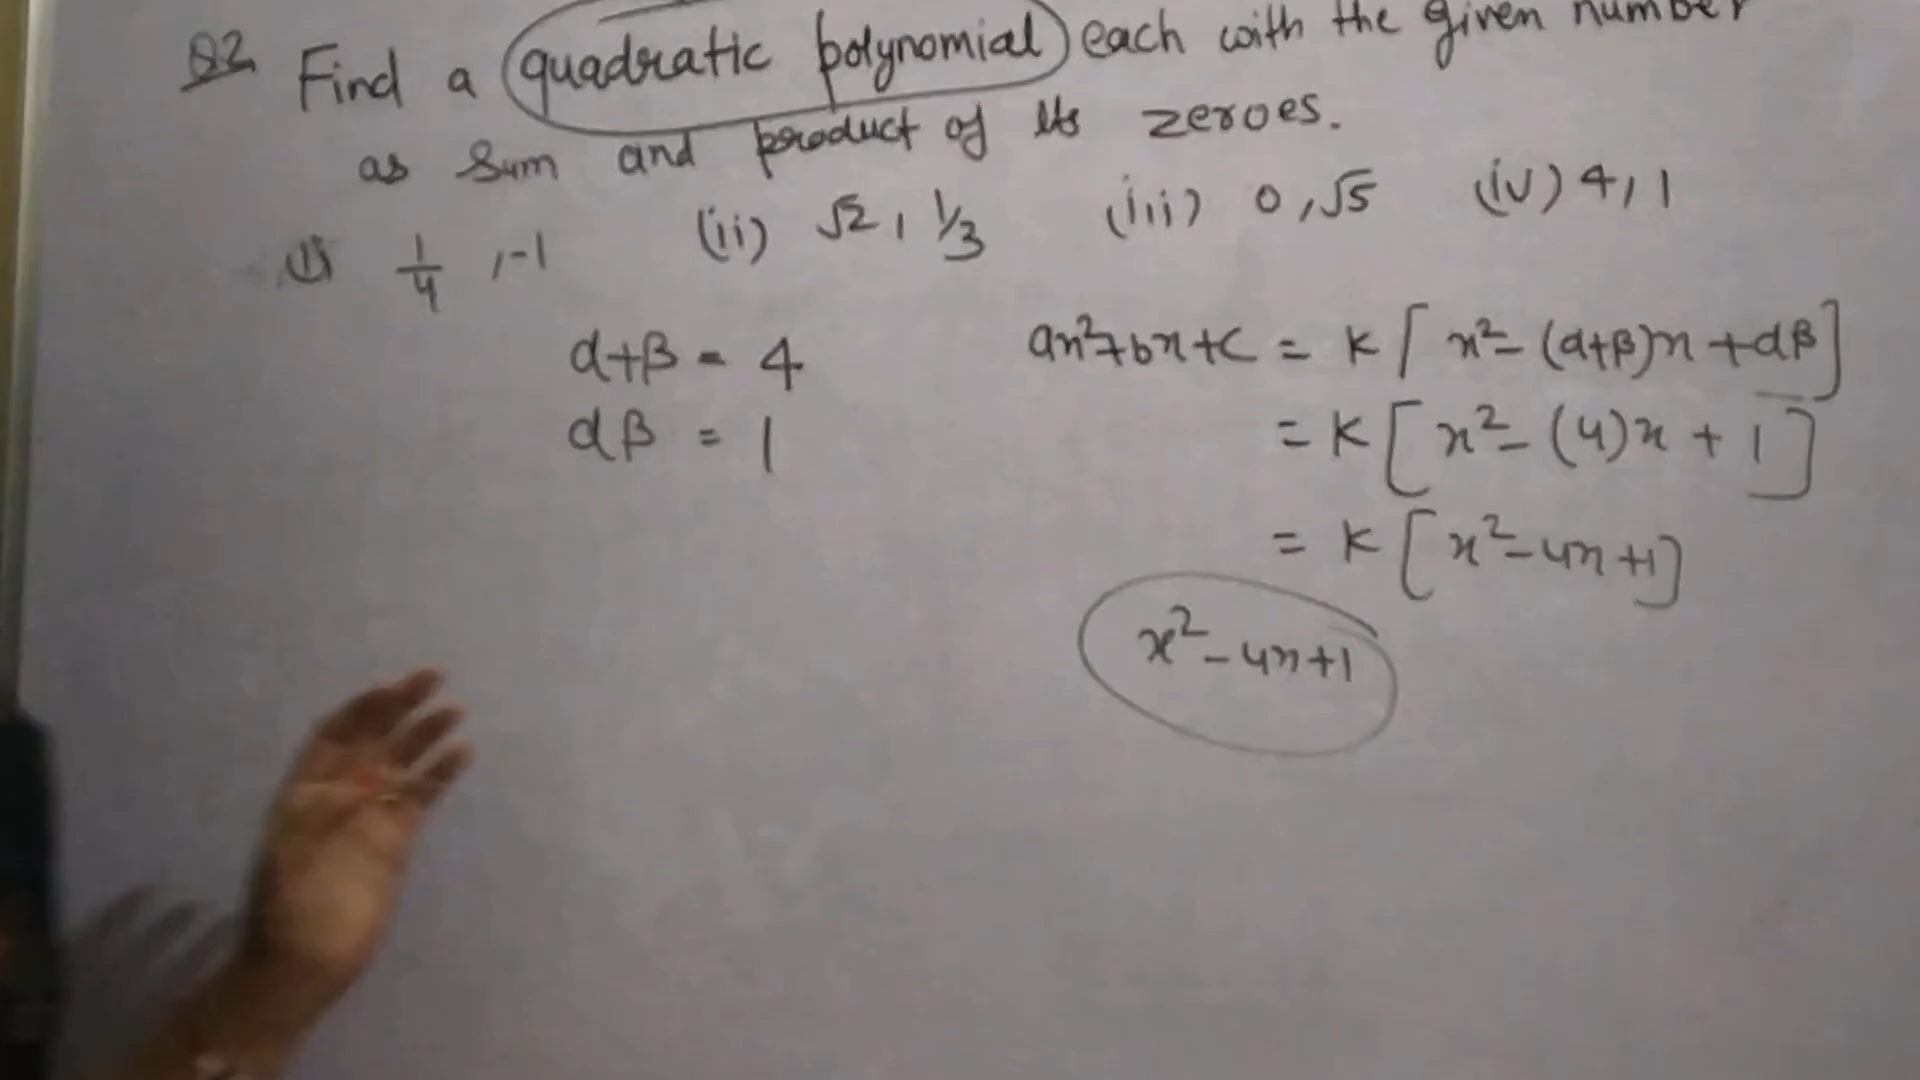 Q2 Find a quadratic polynomial each with the given number
as sum and product of its zeroes.
(i) 1/4 , -1 (ii) √2 , 1/3 (iii) 0 , √5 (iv) 4 , 1
α+β = 4
αβ = 1
ax²+bx+c = K [ x² - (α+β)x + αβ ]
= K [ x² - (4)x + 1 ]
= K [ x² - 4x + 1 ]
x² - 4x + 1